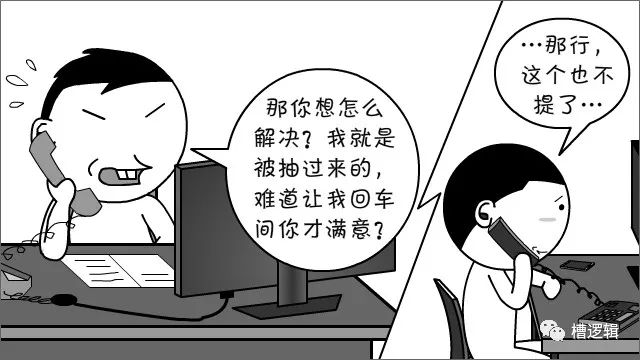 那你想怎么
解决？我就是
被抽过来的，
难道让我回车
间你才满意？
…那行，
这个也不
提了…
槽逻辑